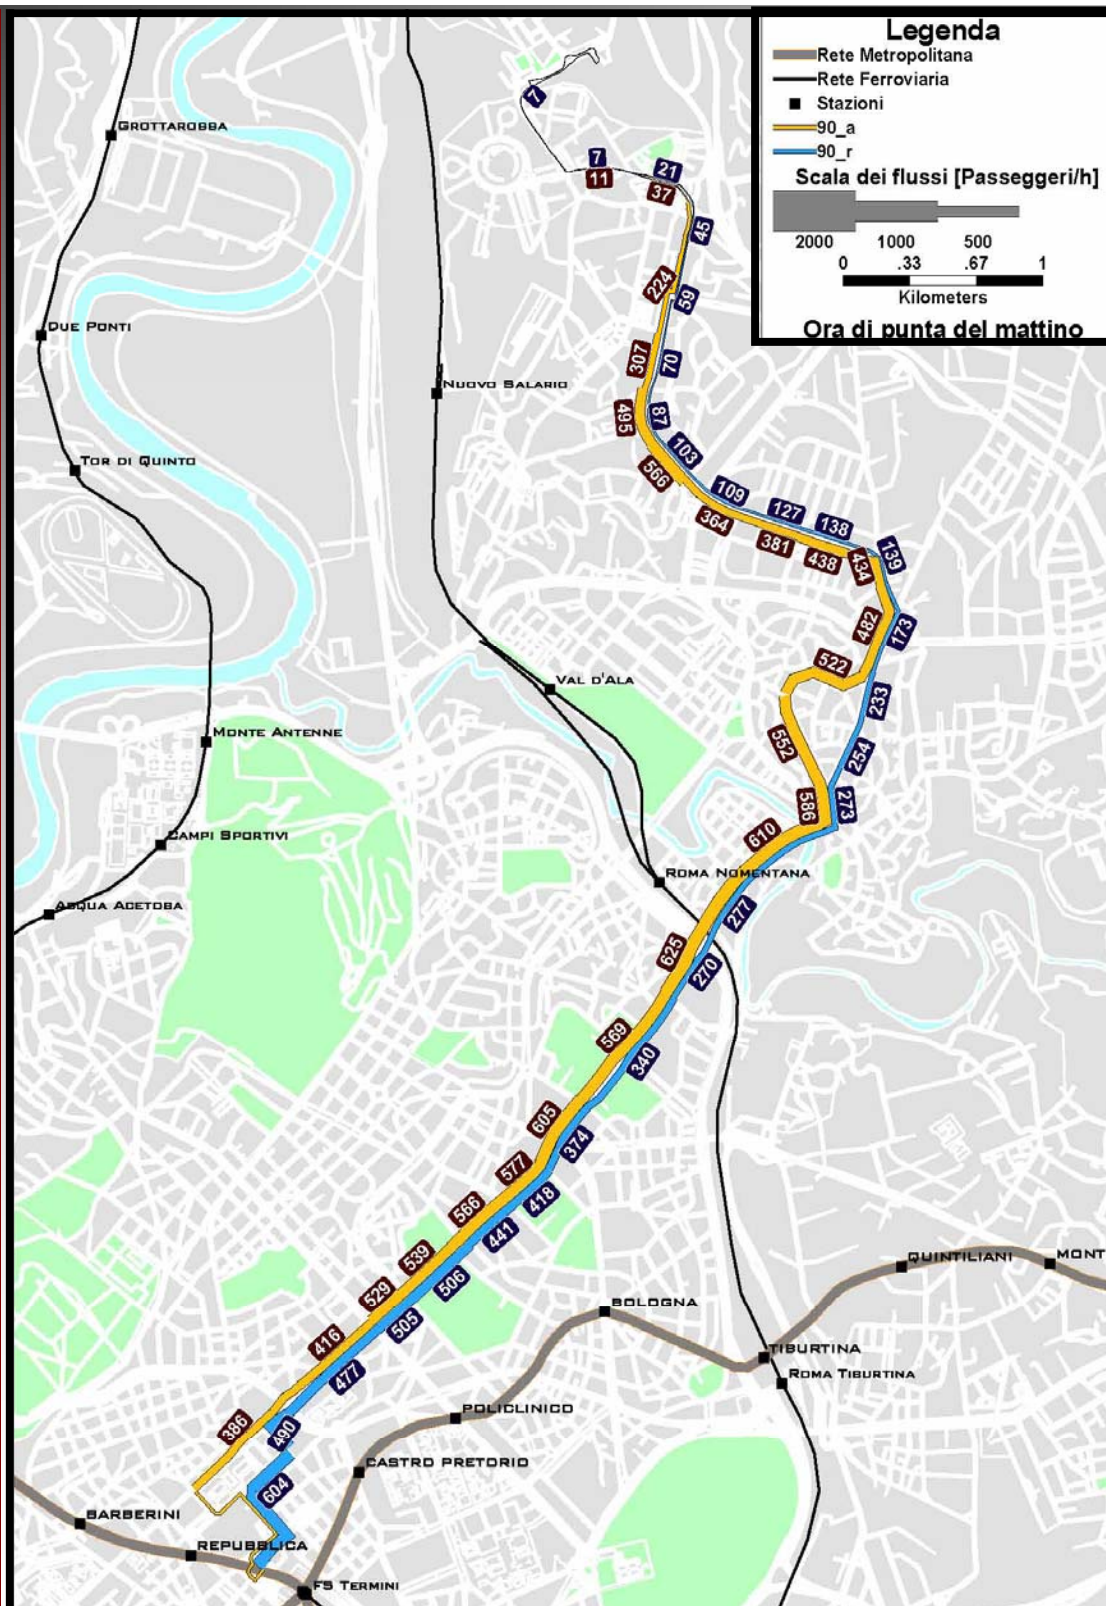 Legenda
Rete Metropolitana
Rete Ferroviaria
Stazioni
90_a
90_r
Scala dei flussi [Passeggeri/h]
2000 1000 500
0 .33 .67 1
Kilometers
Ora di punta del mattino
7
7
11
21
37
45
224
59
307
70
495
87
103
566
109
364
127
381
138
438
434
139
482
173
522
233
552
254
586
273
610
277
625
270
569
340
605
374
577
418
566
441
539
506
529
505
416
477
386
490
604
GROTTAROSSA
DUE PONTI
NUOVO SALARIO
TOR DI QUINTO
VAL D'ALA
MONTE ANTENNE
CAMPI SPORTIVI
ROMA NOMENTANA
ACQUA ACETOSA
QUINTILIANI
MONT
BOLOGNA
TIBURTINA
ROMA TIBURTINA
POLICLINICO
CASTRO PRETORIO
BARBERINI
REPUBBLICA
FS TERMINI